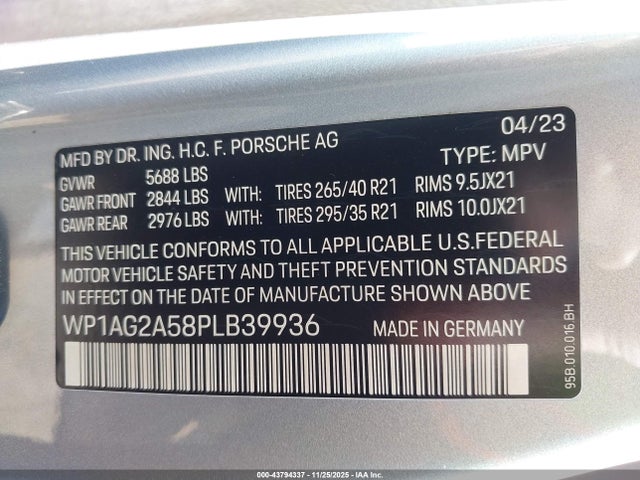 04/23
MFD BY DR. ING. H.C. F. PORSCHE AG
TYPE: MPV
GVWR 5688 LBS
GAWR FRONT 2844 LBS WITH: TIRES 265/40 R21 RIMS 9.5JX21
GAWR REAR 2976 LBS WITH: TIRES 295/35 R21 RIMS 10.0JX21
THIS VEHICLE CONFORMS TO ALL APPLICABLE U.S.FEDERAL
MOTOR VEHICLE SAFETY AND THEFT PREVENTION STANDARDS
IN EFFECT ON THE DATE OF MANUFACTURE SHOWN ABOVE
WP1AG2A58PLB39936 MADE IN GERMANY
95B.010.016.BH
000-43794337 - 11/25/2025 - IAA Inc.